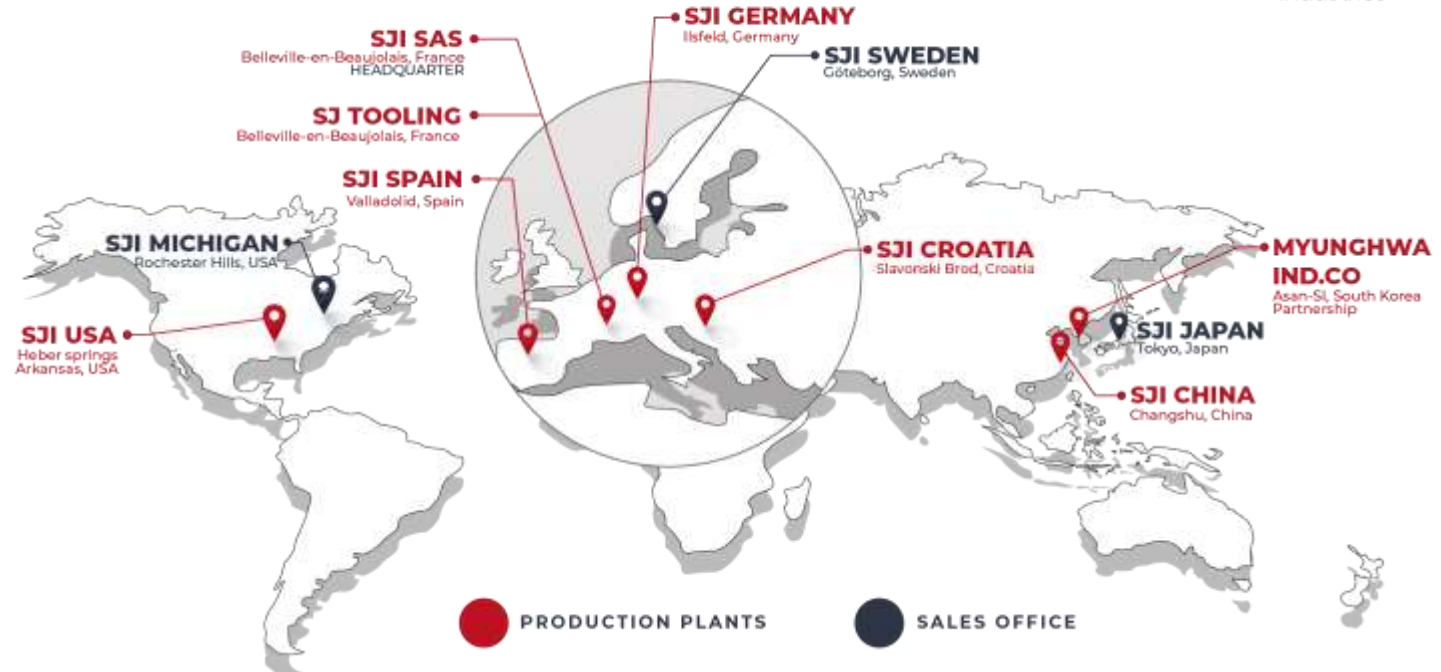 SJI GERMANY
Ilsfeld, Germany
SJI SAS
Belleville-en-Beaujolais, France
HEADQUARTER
SJI SWEDEN
Göteborg, Sweden
SJ TOOLING
Belleville-en-Beaujolais, France
SJI SPAIN
Valladolid, Spain
SJI MICHIGAN
Rochester Hills, USA
SJI CROATIA
Slavonski Brod, Croatia
MYUNGHWA
IND.CO
Asan-Si, South Korea
Partnership
SJI USA
Heber springs
Arkansas, USA
SJI JAPAN
Tokyo, Japan
SJI CHINA
Changshu, China
PRODUCTION PLANTS
SALES OFFICE